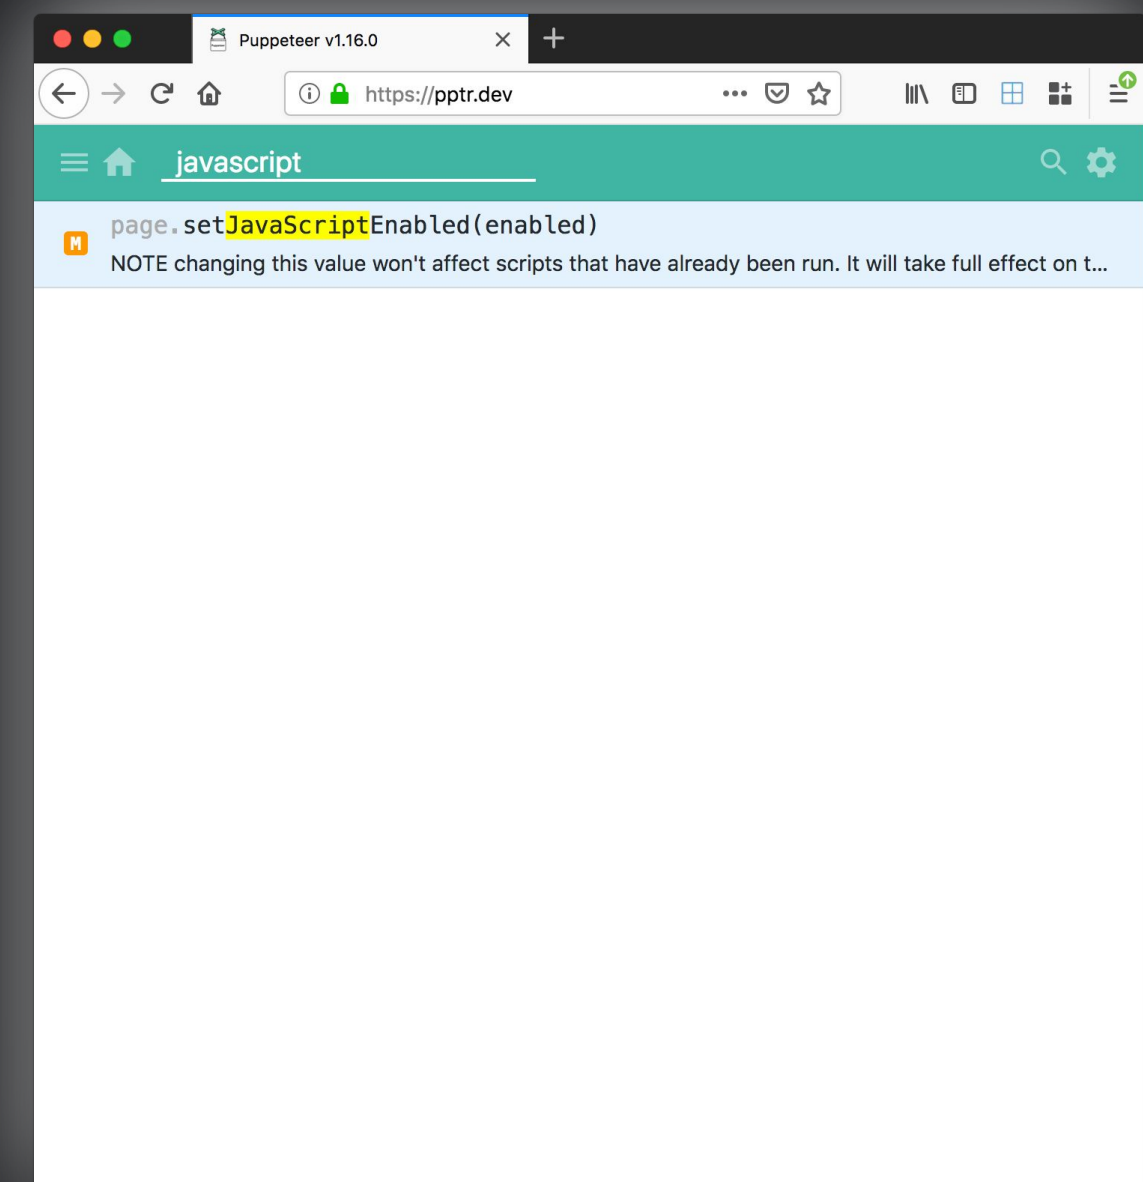 Puppeteer v1.16.0
https://pptr.dev
javascript
page.setJavaScriptEnabled(enabled)
M
NOTE changing this value won't affect scripts that have already been run. It will take full effect on t...